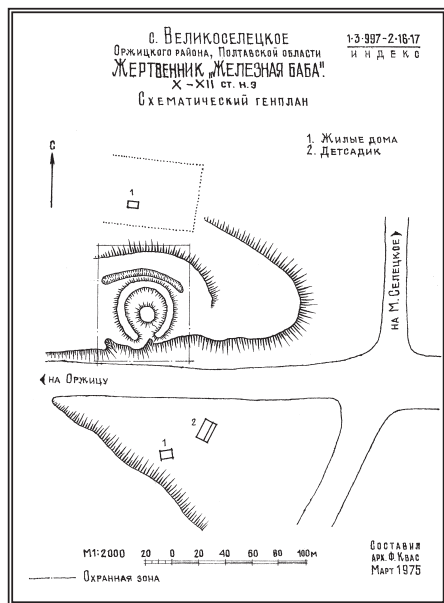 с. Великоселецкое
Оржицкого района, Полтавской области
Жертвенник „Железная баба".
X – XII ст. н.э
Схематический генплан
1·3·997-2-16-17
ИНДЕКС
1. Жилые дома
2. Детсадик
С
1
на М. Селецкое
на Оржицу
2
1
М1:2000 20 0 20 40 60 80 100м
Охранная зона
Составил
арх. Ф. Квас
Март 1975